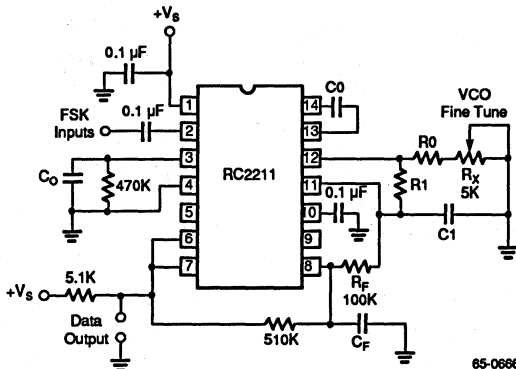 +VS
0.1 µF
0.1 µF
FSK
Inputs
CO
470K
1
2
3
4
5
6
7
RC2211
14
13
12
11
10
9
8
C0
R0
VCO
Fine Tune
RX
5K
R1
0.1 µF
C1
RF
100K
+VS
5.1K
Data
Output
510K
CF
65-0666